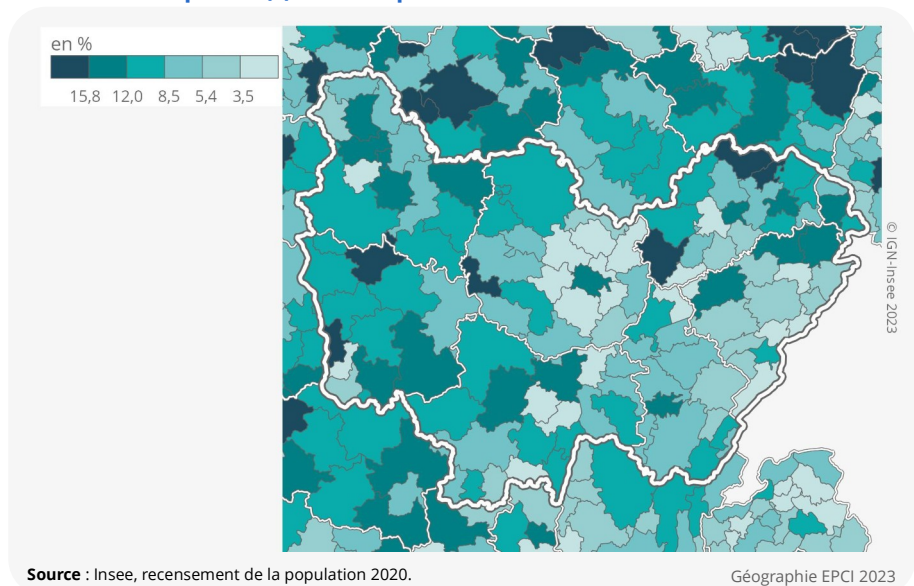 en %
15,8 12,0 8,5 5,4 3,5
© IGN-Insee 2023
Source : Insee, recensement de la population 2020.
Géographie EPCI 2023